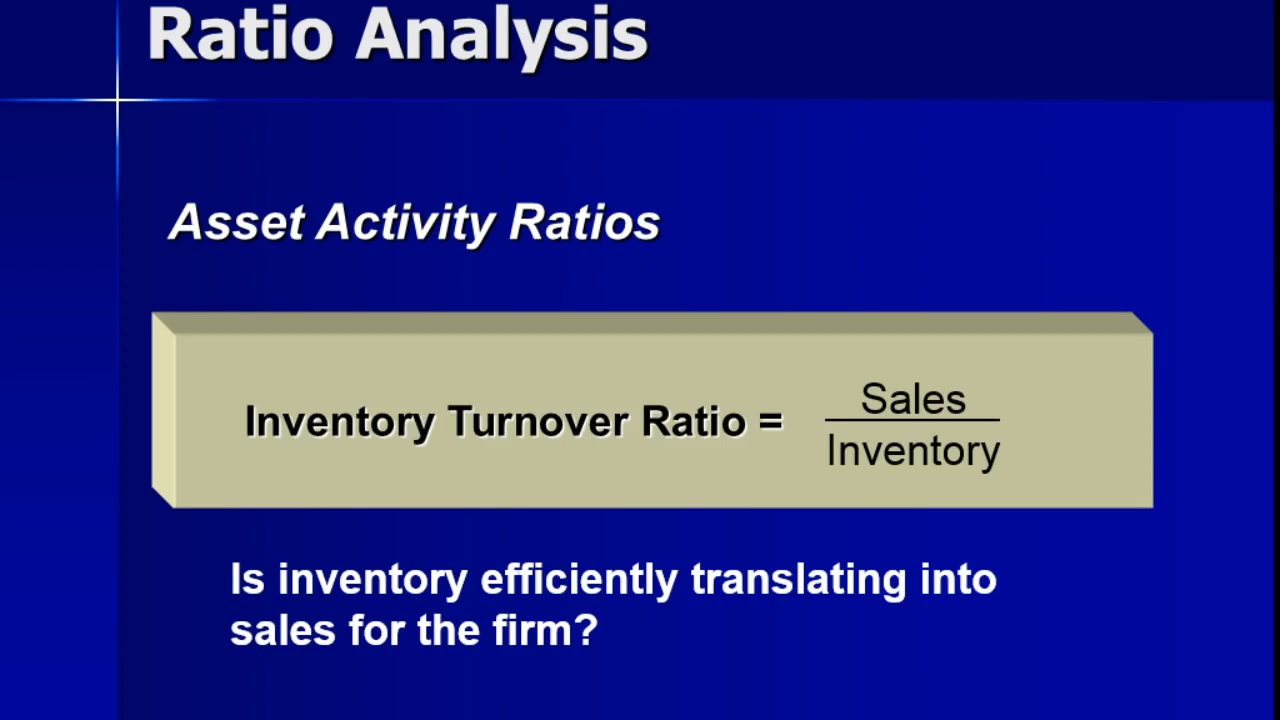 Ratio Analysis
Asset Activity Ratios
Inventory Turnover Ratio =
Sales
Inventory
Is inventory efficiently translating into
sales for the firm?